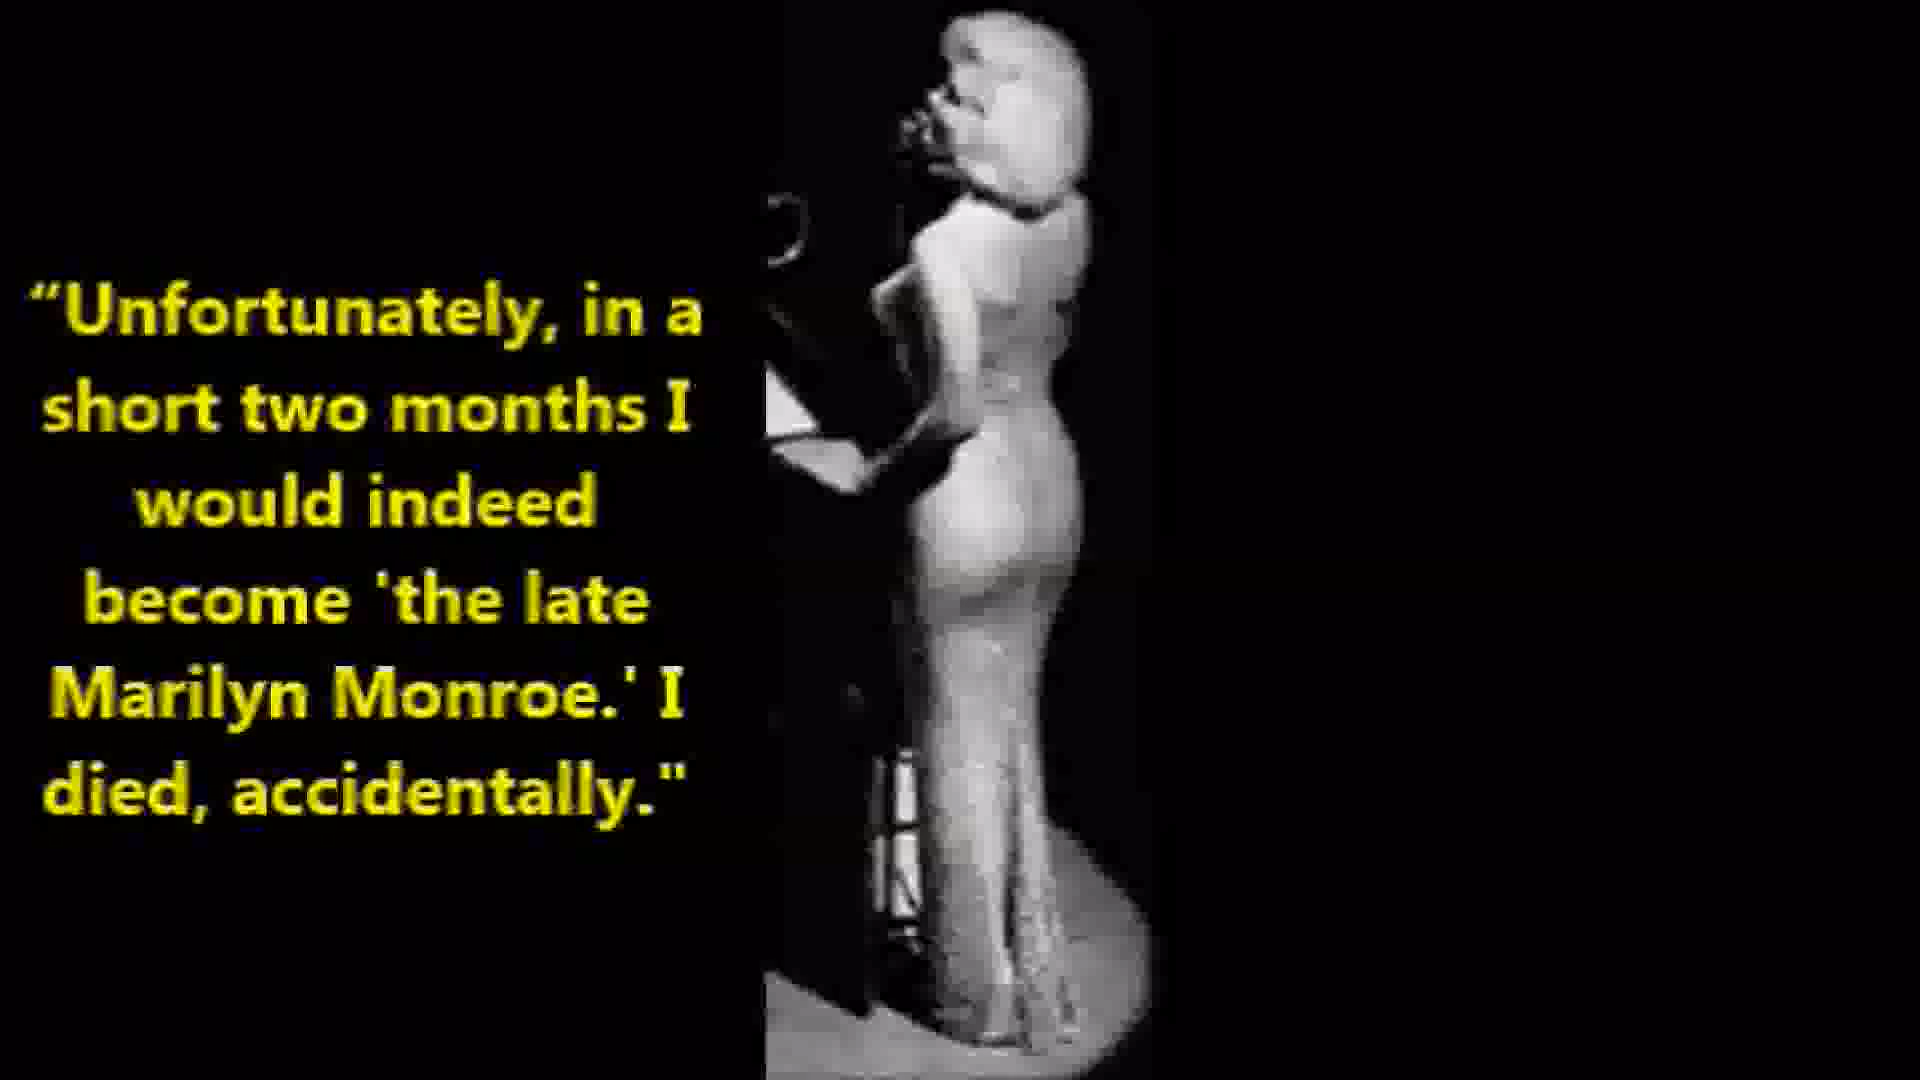 “Unfortunately, in a
short two months I
would indeed
become 'the late
Marilyn Monroe.' I
died, accidentally."